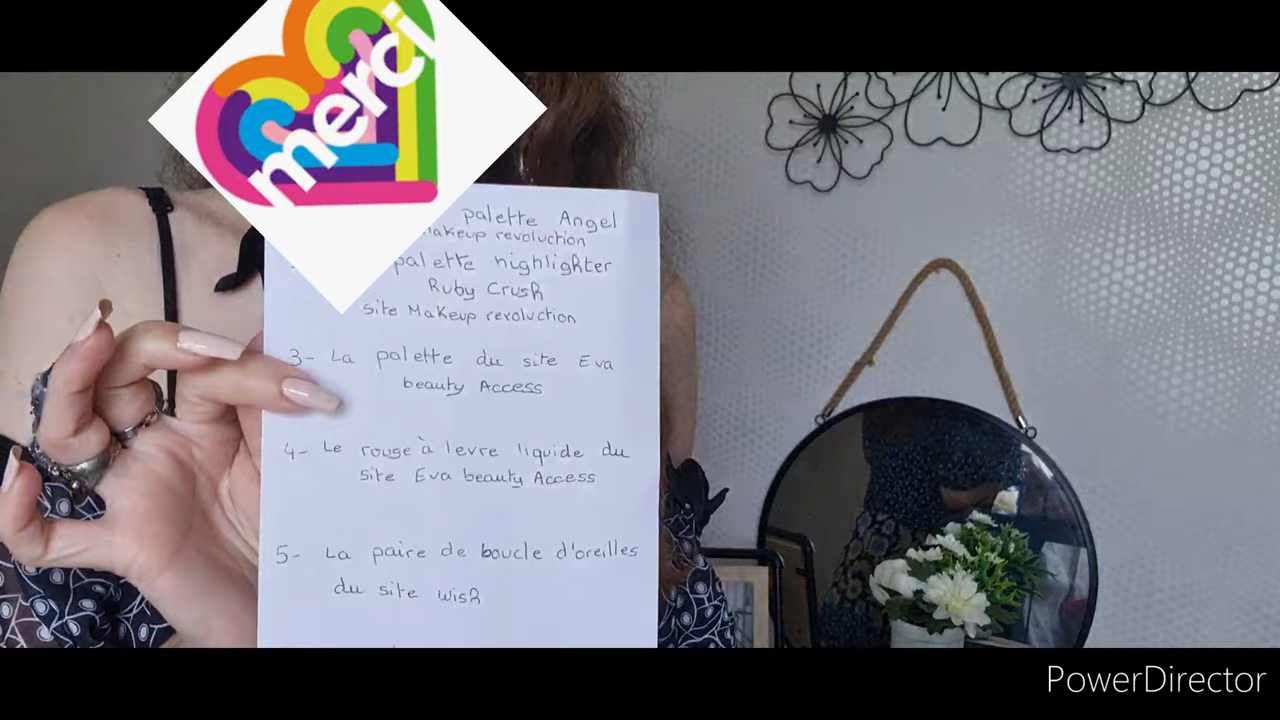 merci
palette Angel
Makeup revoluction
palette highlighter
Ruby Crush
site Makeup revoluction
3- La palette du site Eva
beauty Access
4- Le rouge à levre liquide du
site Eva beauty Access
5- La paire de boucle d'oreilles
du site wish
PowerDirector